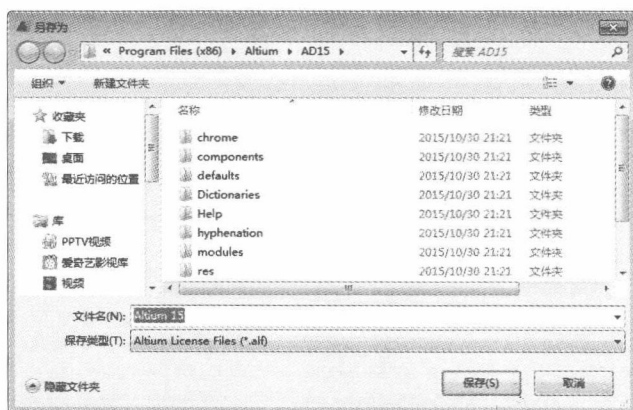 另存为
« Program Files (x86) ▸ Altium ▸ AD15 ▸
搜索 AD15
组织 ▾ 新建文件夹
收藏夹
下载
桌面
最近访问的位置
库
PPTV视频
爱奇艺影视库
视频
名称 修改日期 类型
chrome 2015/10/30 21:21 文件夹
components 2015/10/30 21:21 文件夹
defaults 2015/10/30 21:21 文件夹
Dictionaries 2015/10/30 21:21 文件夹
Help 2015/10/30 21:21 文件夹
hyphenation 2015/10/30 21:21 文件夹
modules 2015/10/30 21:21 文件夹
res 2015/10/30 21:21 文件夹
文件名(N): Altium 15
保存类型(T): Altium License Files (*.alf)
隐藏文件夹 保存(S) 取消